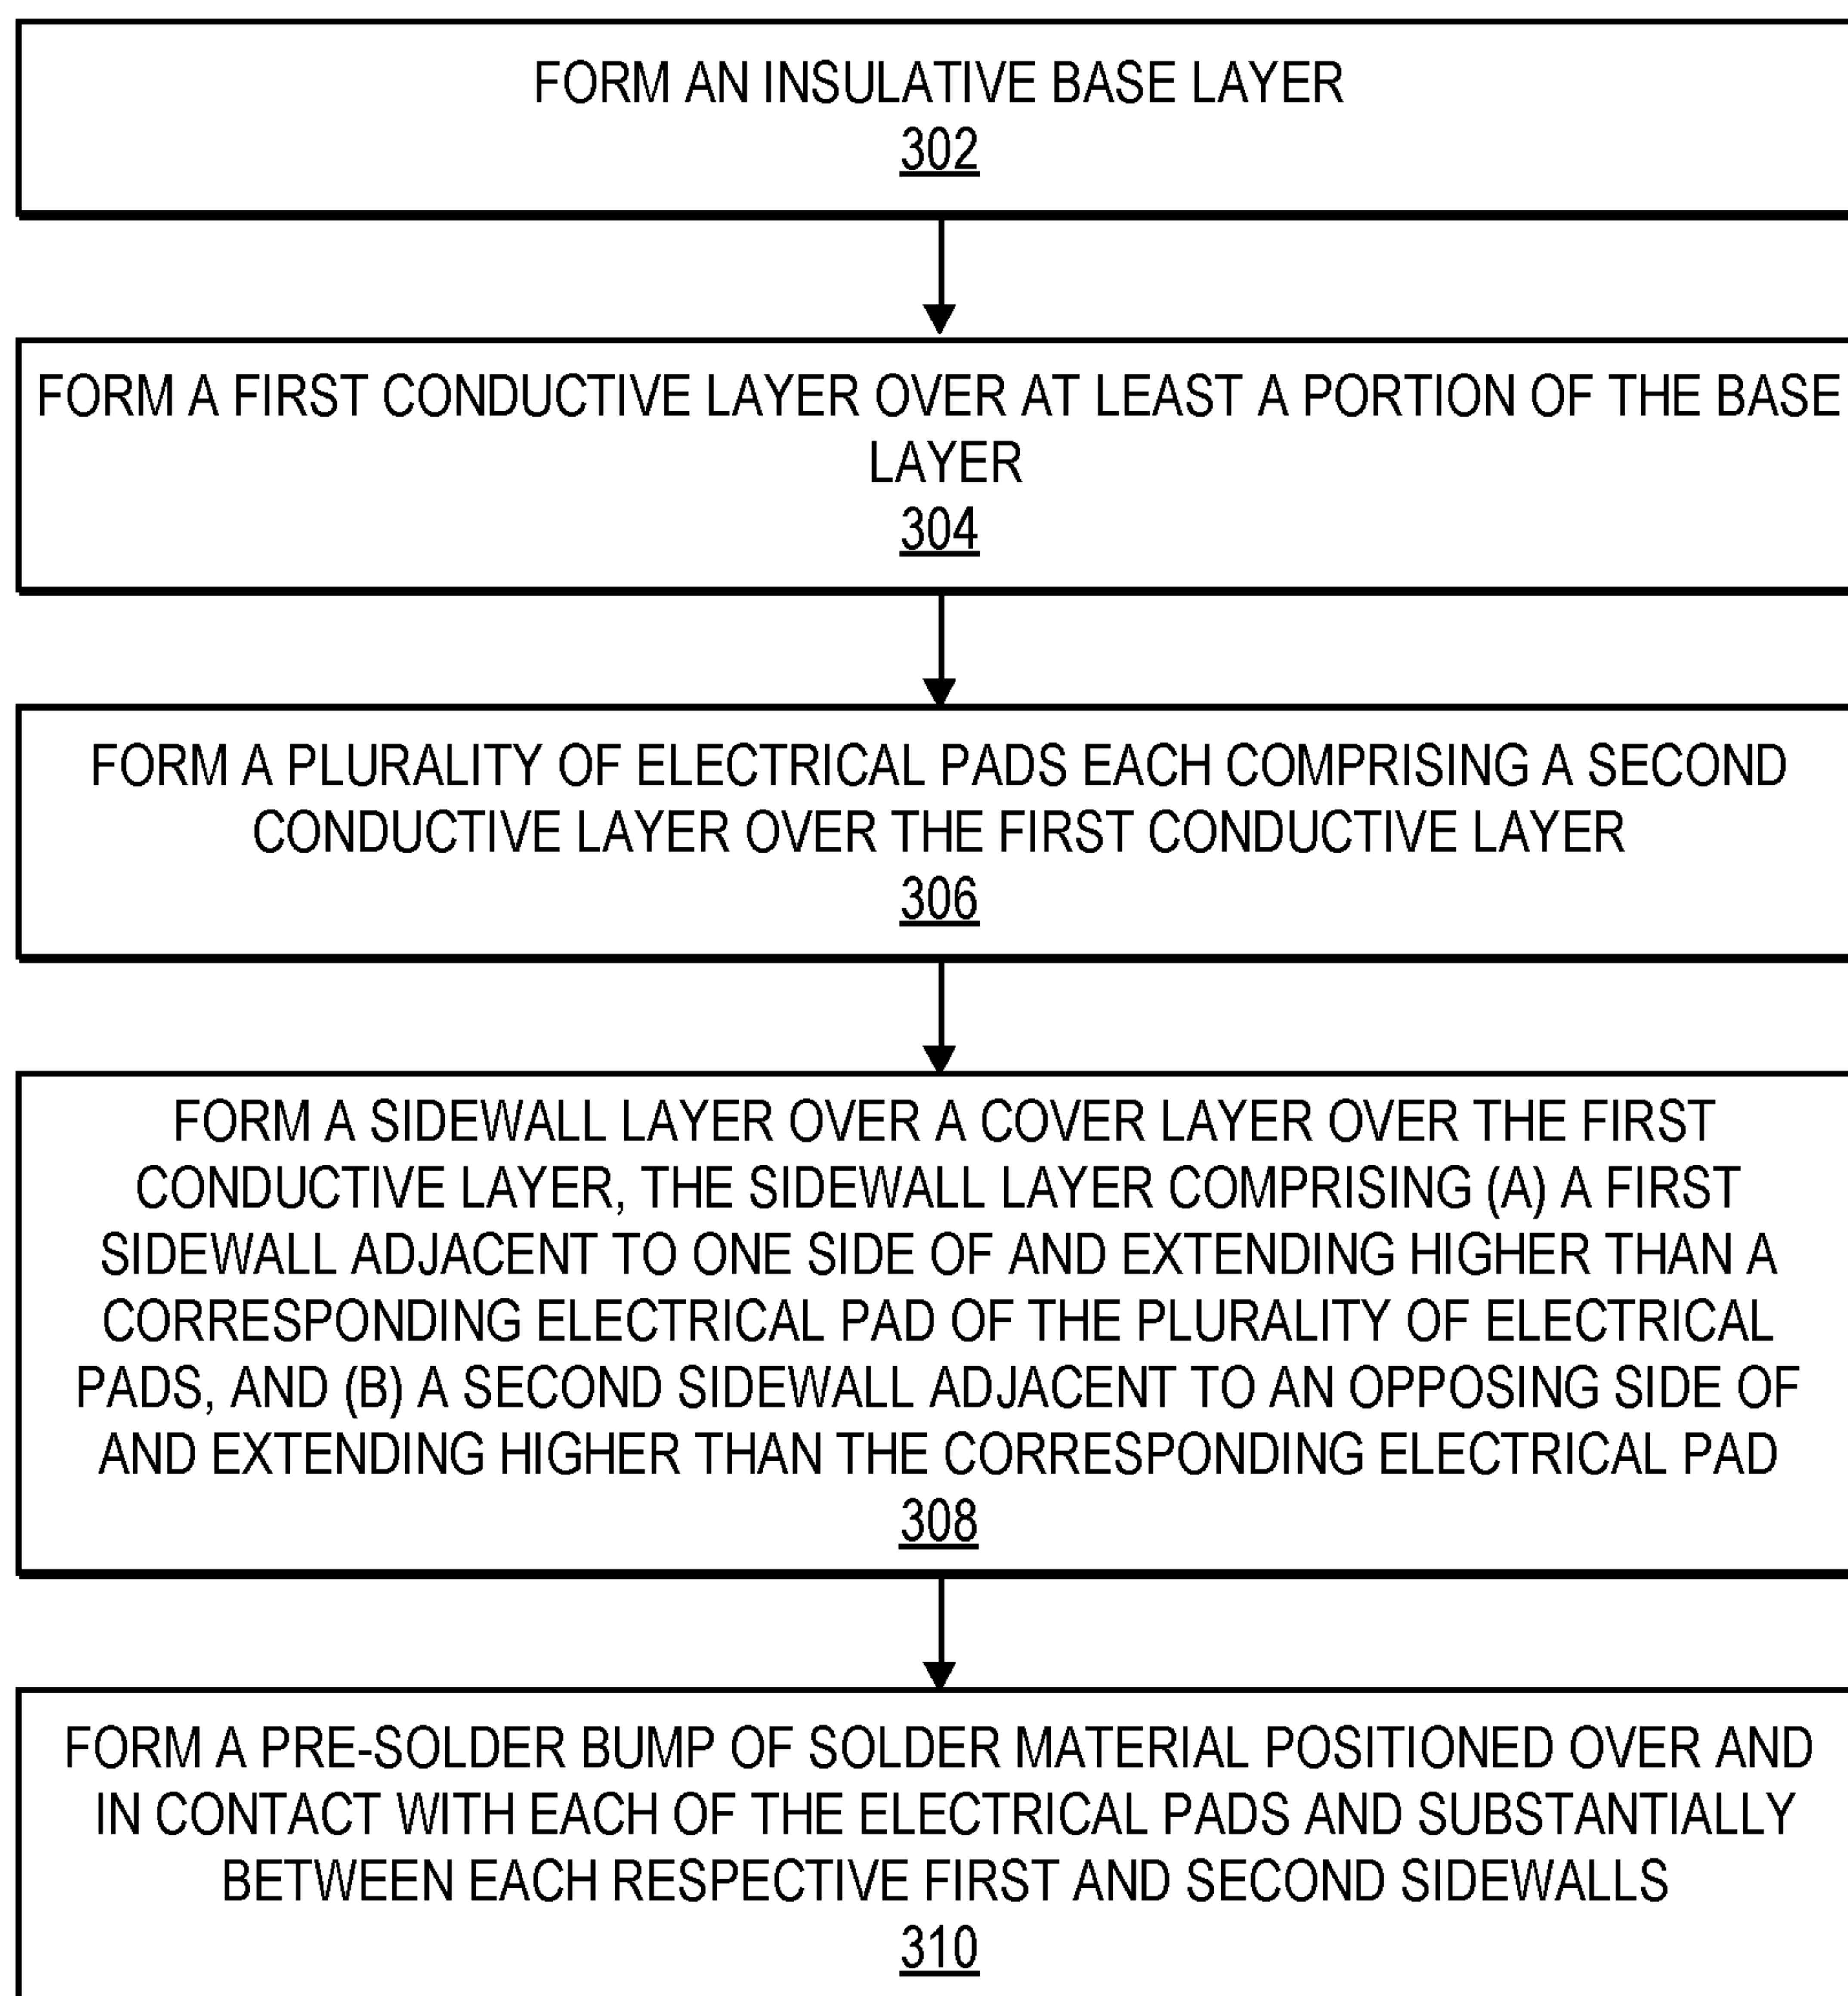 FORM AN INSULATIVE BASE LAYER
302
FORM A FIRST CONDUCTIVE LAYER OVER AT LEAST A PORTION OF THE BASE
LAYER
304
FORM A PLURALITY OF ELECTRICAL PADS EACH COMPRISING A SECOND
CONDUCTIVE LAYER OVER THE FIRST CONDUCTIVE LAYER
306
FORM A SIDEWALL LAYER OVER A COVER LAYER OVER THE FIRST
CONDUCTIVE LAYER, THE SIDEWALL LAYER COMPRISING (A) A FIRST
SIDEWALL ADJACENT TO ONE SIDE OF AND EXTENDING HIGHER THAN A
CORRESPONDING ELECTRICAL PAD OF THE PLURALITY OF ELECTRICAL
PADS, AND (B) A SECOND SIDEWALL ADJACENT TO AN OPPOSING SIDE OF
AND EXTENDING HIGHER THAN THE CORRESPONDING ELECTRICAL PAD
308
FORM A PRE-SOLDER BUMP OF SOLDER MATERIAL POSITIONED OVER AND
IN CONTACT WITH EACH OF THE ELECTRICAL PADS AND SUBSTANTIALLY
BETWEEN EACH RESPECTIVE FIRST AND SECOND SIDEWALLS
310